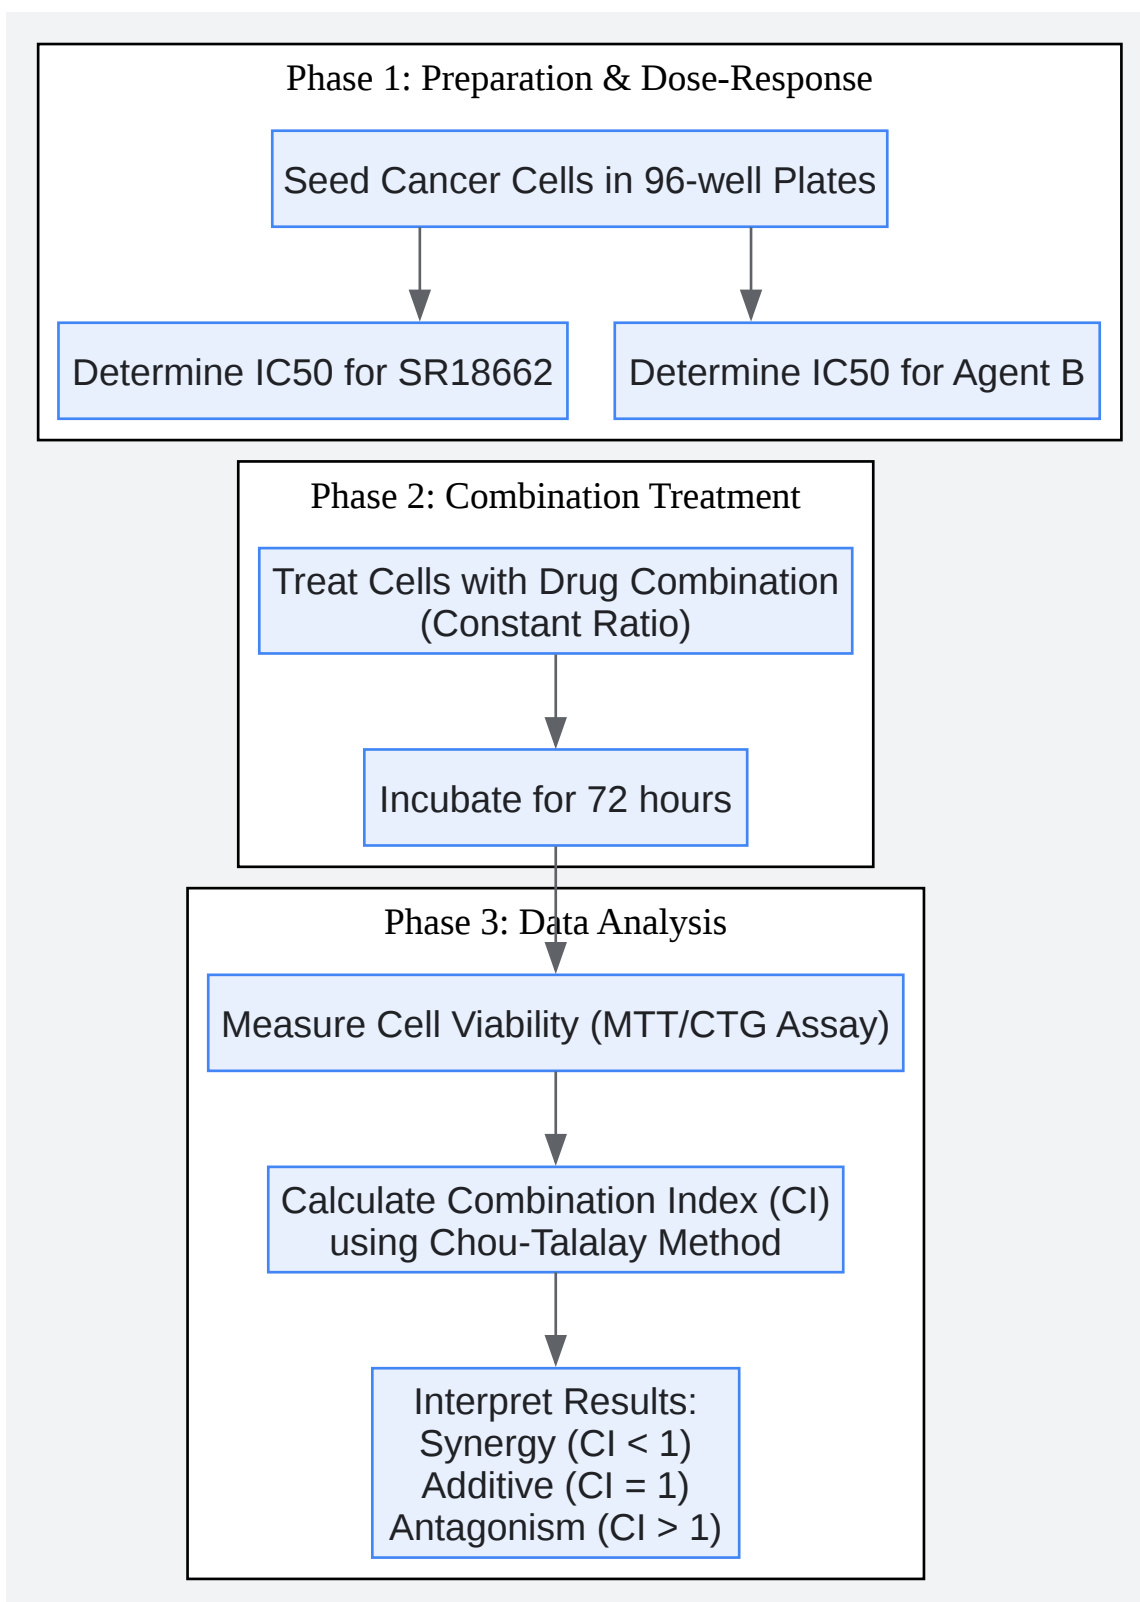 Phase 1: Preparation & Dose-Response
Seed Cancer Cells in 96-well Plates
Determine IC50 for SR18662
Determine IC50 for Agent B
Phase 2: Combination Treatment
Treat Cells with Drug Combination
(Constant Ratio)
Incubate for 72 hours
Phase 3: Data Analysis
Measure Cell Viability (MTT/CTG Assay)
Calculate Combination Index (CI)
using Chou-Talalay Method
Interpret Results:
Synergy (CI < 1)
Additive (CI = 1)
Antagonism (CI > 1)